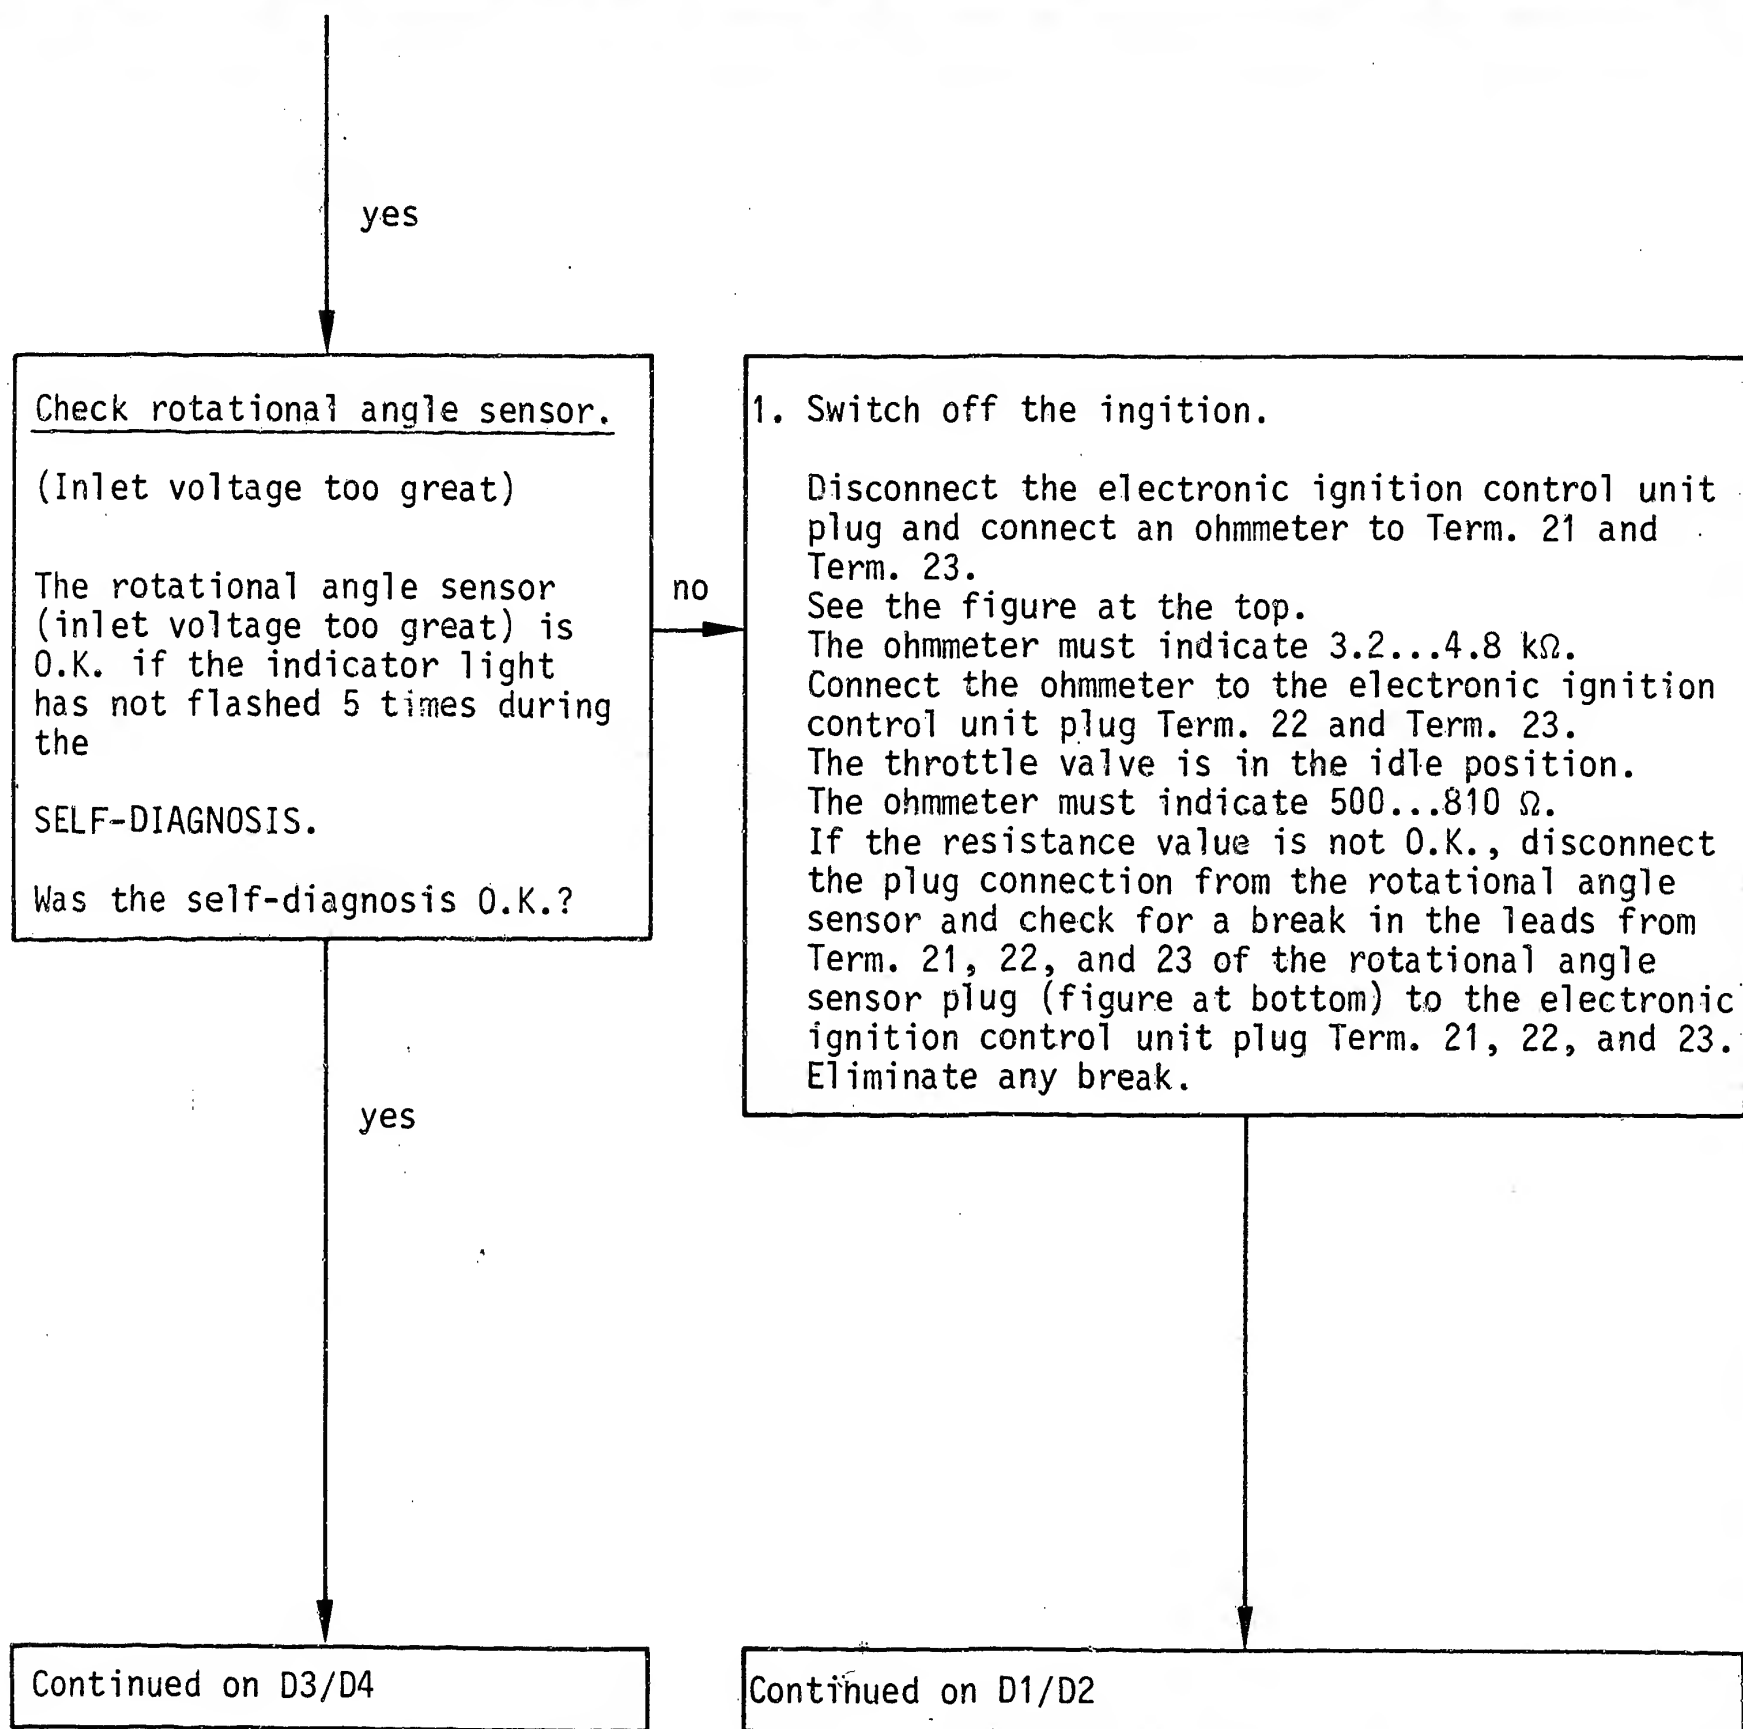 yes
Check rotational angle sensor.
(Inlet voltage too great)
The rotational angle sensor
(inlet voltage too great) is
O.K. if the indicator light
has not flashed 5 times during
the
SELF-DIAGNOSIS.
Was the self-diagnosis O.K.?
no
1. Switch off the ingition.
Disconnect the electronic ignition control unit
plug and connect an ohmmeter to Term. 21 and
Term. 23.
See the figure at the top.
The ohmmeter must indicate 3.2...4.8 kΩ.
Connect the ohmmeter to the electronic ignition
control unit plug Term. 22 and Term. 23.
The throttle valve is in the idle position.
The ohmmeter must indicate 500...810 Ω.
If the resistance value is not O.K., disconnect
the plug connection from the rotational angle
sensor and check for a break in the leads from
Term. 21, 22, and 23 of the rotational angle
sensor plug (figure at bottom) to the electronic
ignition control unit plug Term. 21, 22, and 23.
Eliminate any break.
yes
Continued on D3/D4
Continued on D1/D2